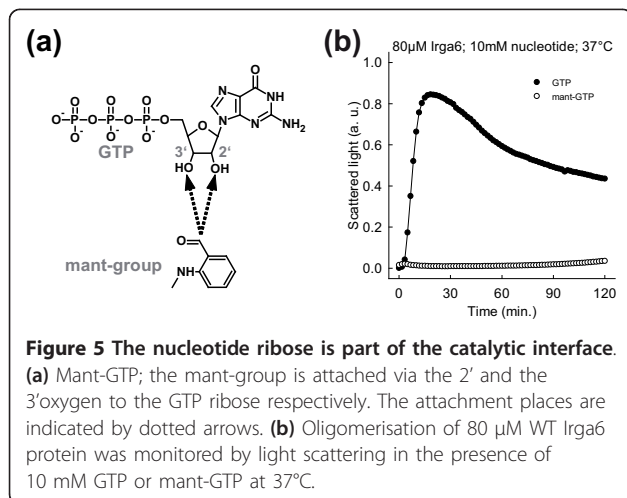 (a)
O
N
NH
N
N
NH₂
O O O
⁻O-P-O-P-O-P-O
O⁻ O⁻ O⁻
O
GTP
3‘ 2‘
HO OH
O
mant-group
NH
(b)
80µM Irga6; 10mM nucleotide; 37°C
GTP
mant-GTP
Scattered light (a. u.)
0.8
0.6
0.4
0.2
0.0
0 30 60 90 120
Time (min.)
Figure 5 The nucleotide ribose is part of the catalytic interface.
(a) Mant-GTP; the mant-group is attached via the 2’ and the
3’oxygen to the GTP ribose respectively. The attachment places are
indicated by dotted arrows. (b) Oligomerisation of 80 μM WT Irga6
protein was monitored by light scattering in the presence of
10 mM GTP or mant-GTP at 37°C.